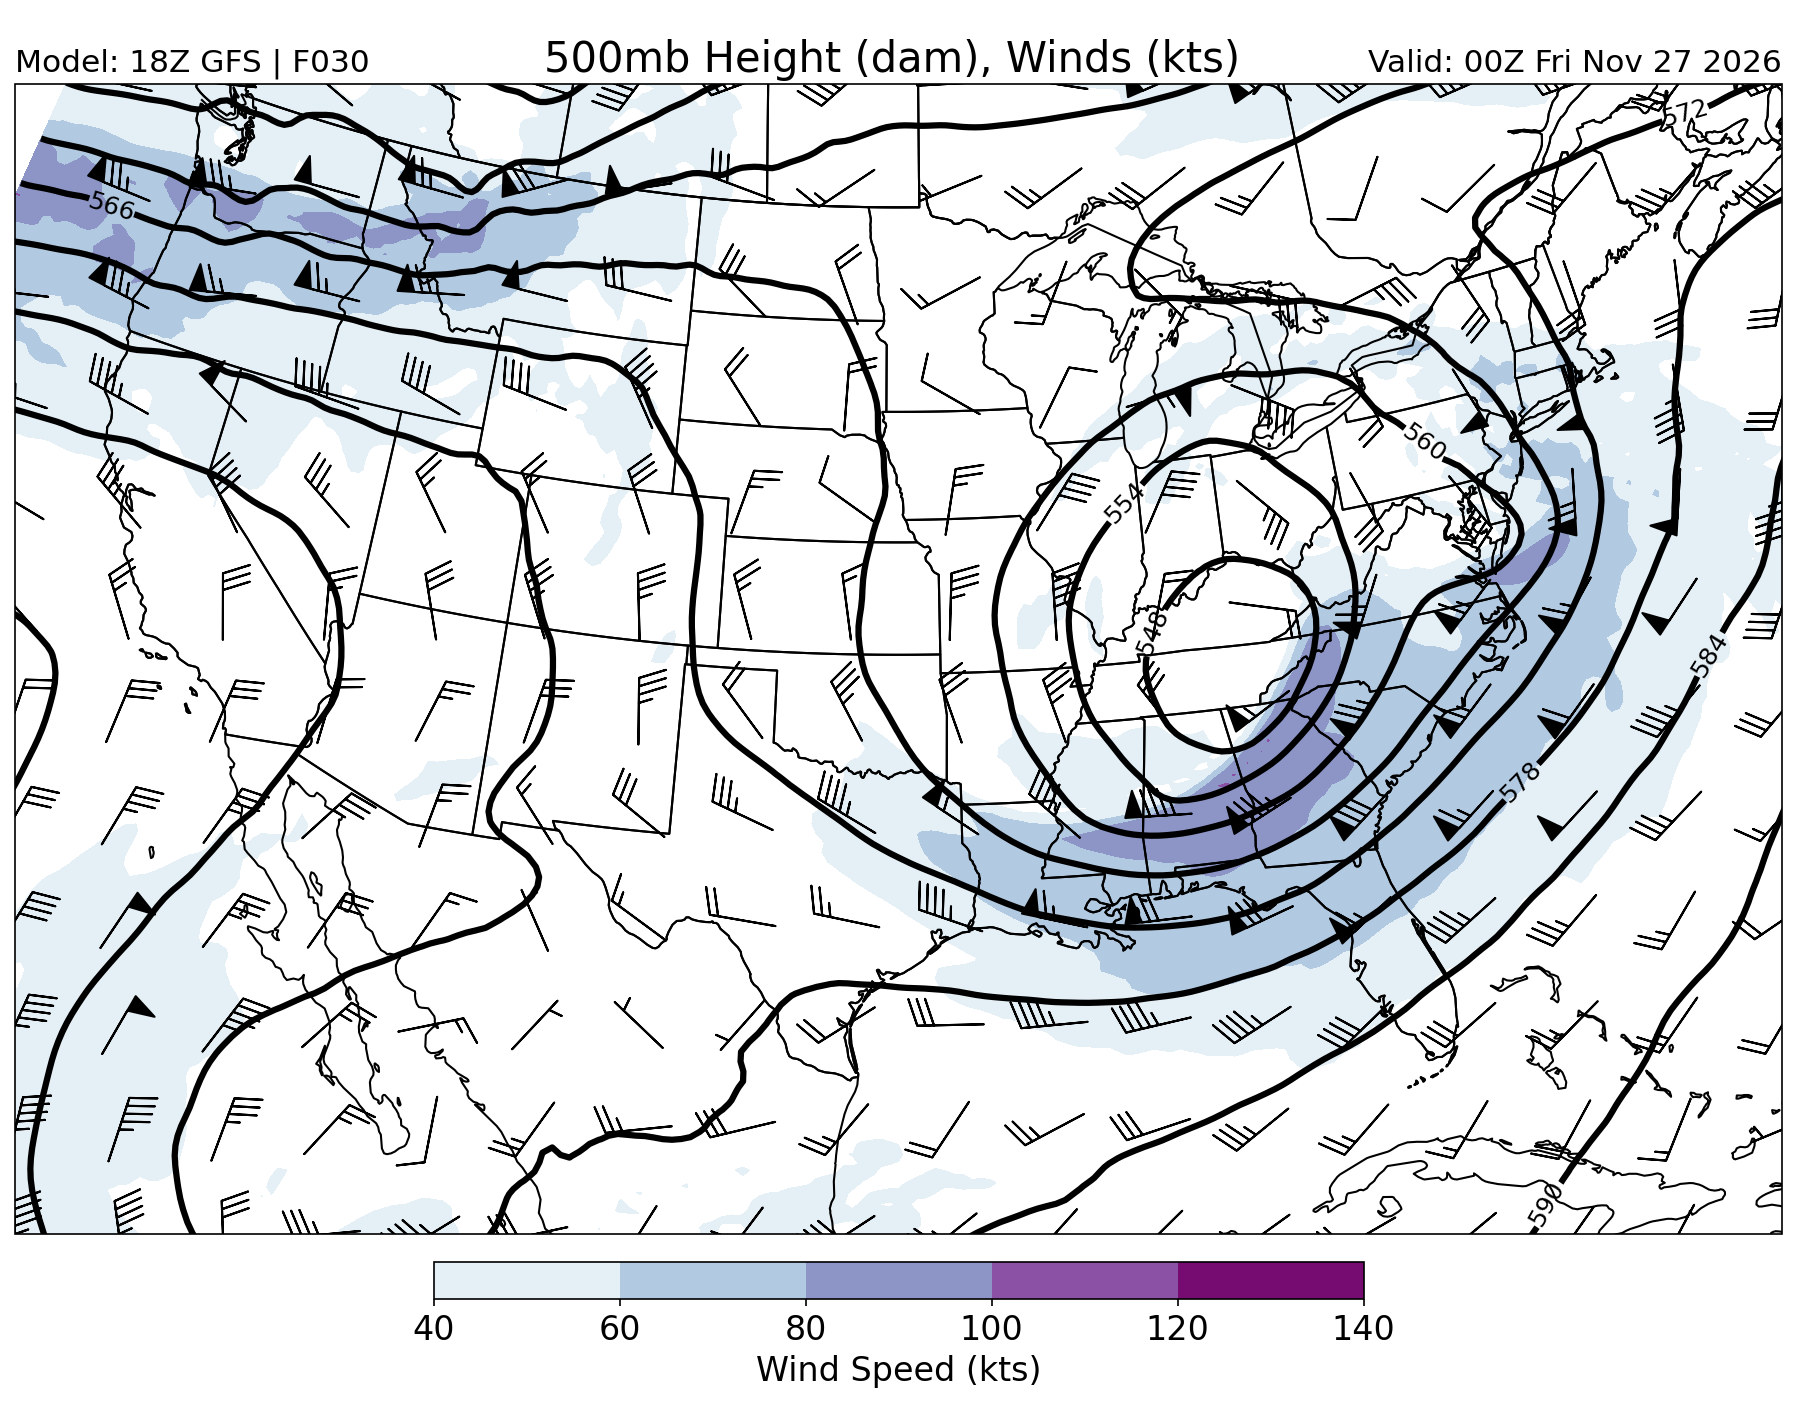 Model: 18Z GFS | F030
500mb Height (dam), Winds (kts)
Valid: 00Z Fri Nov 27 2026
572
566
560
554
548
584
578
590
40 60 80 100 120 140
Wind Speed (kts)